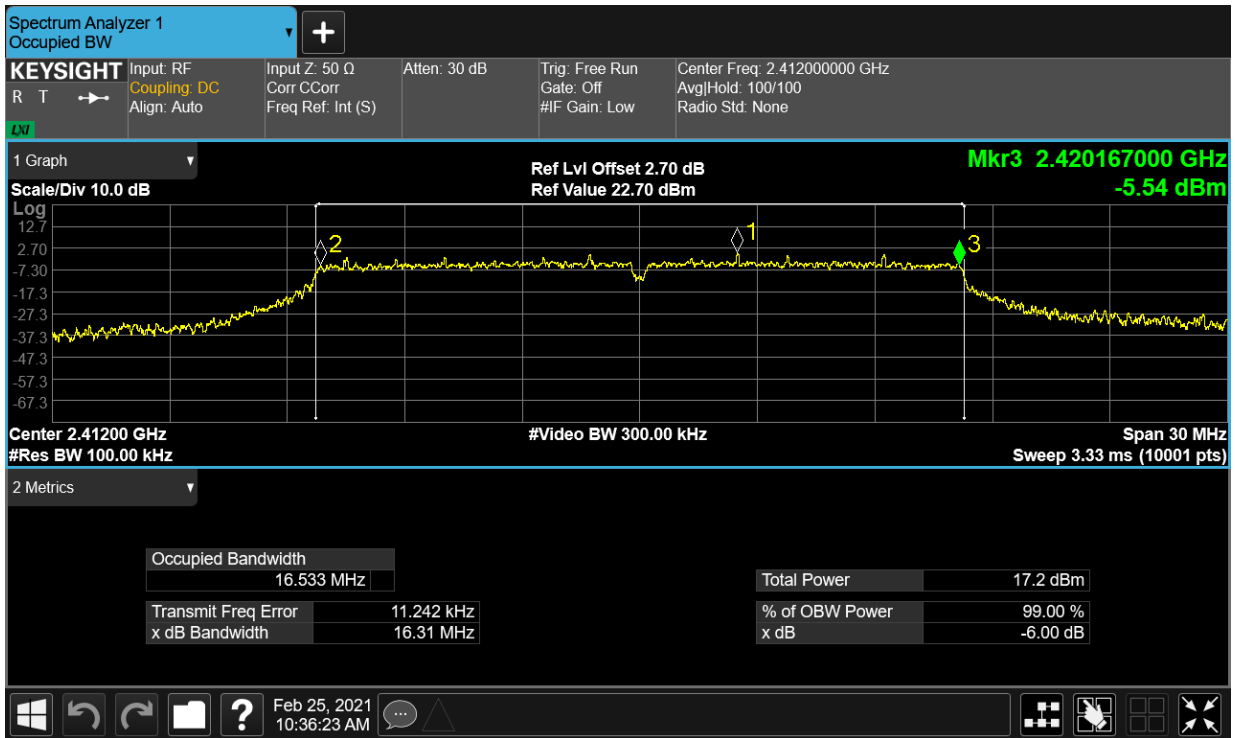 Spectrum Analyzer 1
Occupied BW
KEYSIGHT
R T
LXI
Input: RF
Coupling: DC
Align: Auto
Input Z: 50 Ω
Corr CCorr
Freq Ref: Int (S)
Atten: 30 dB
Trig: Free Run
Gate: Off
#IF Gain: Low
Center Freq: 2.412000000 GHz
Avg|Hold: 100/100
Radio Std: None
1 Graph
Scale/Div 10.0 dB
Ref Lvl Offset 2.70 dB
Ref Value 22.70 dBm
Mkr3 2.420167000 GHz
-5.54 dBm
Log
12.7
2.70
-7.30
-17.3
-27.3
-37.3
-47.3
-57.3
-67.3
2
1
3
Center 2.41200 GHz
#Res BW 100.00 kHz
#Video BW 300.00 kHz
Span 30 MHz
Sweep 3.33 ms (10001 pts)
2 Metrics
Occupied Bandwidth
16.533 MHz
Transmit Freq Error 11.242 kHz
x dB Bandwidth 16.31 MHz
Total Power 17.2 dBm
% of OBW Power 99.00 %
x dB -6.00 dB
?
Feb 25, 2021
10:36:23 AM